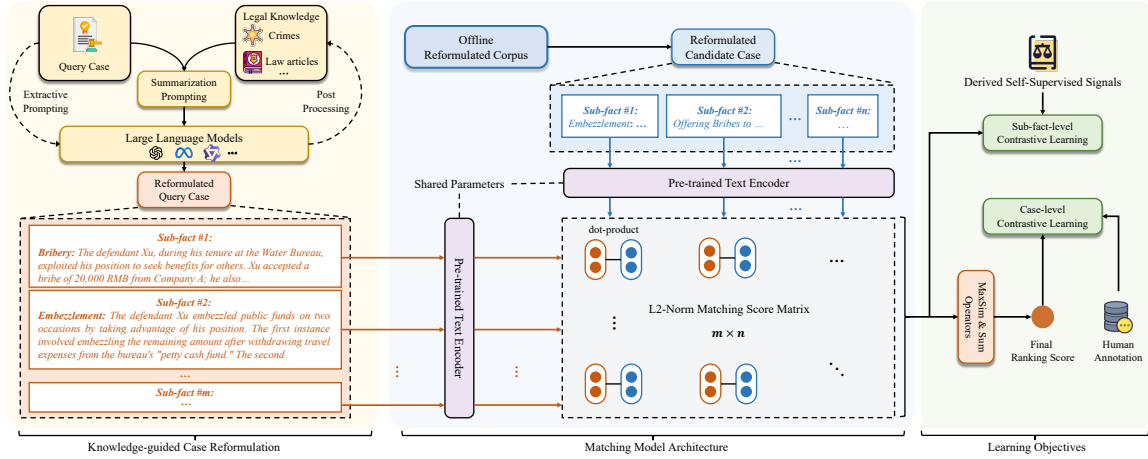 Query Case
Legal Knowledge
Crimes
Law articles
...
Extractive
Prompting
Summarization
Prompting
Post
Processing
Large Language Models
...
Reformulated
Query Case
Sub-fact #1:
Bribery: The defendant Xu, during his tenure at the Water Bureau,
exploited his position to seek benefits for others. Xu accepted a
bribe of 20,000 RMB from Company A; he also…
Sub-fact #2:
Embezzlement: The defendant Xu embezzled public funds on two
occasions by taking advantage of his position. The first instance
involved embezzling the remaining amount after withdrawing travel
expenses from the bureau's "petty cash fund." The second
...
Sub-fact #m:
...
Knowledge-guided Case Reformulation
Offline
Reformulated Corpus
Reformulated
Candidate Case
Sub-fact #1:
Embezzlement: …
Sub-fact #2:
Offering Bribes to …
...
Sub-fact #n:
...
...
Shared Parameters
Pre-trained Text Encoder
...
Pre-trained Text Encoder
dot-product
...
L2-Norm Matching Score Matrix
m × n
Matching Model Architecture
Derived Self-Supervised Signals
Sub-fact-level
Contrastive Learning
Case-level
Contrastive Learning
MaxSim & Sum
Operators
Final
Ranking Score
Human
Annotation
Learning Objectives